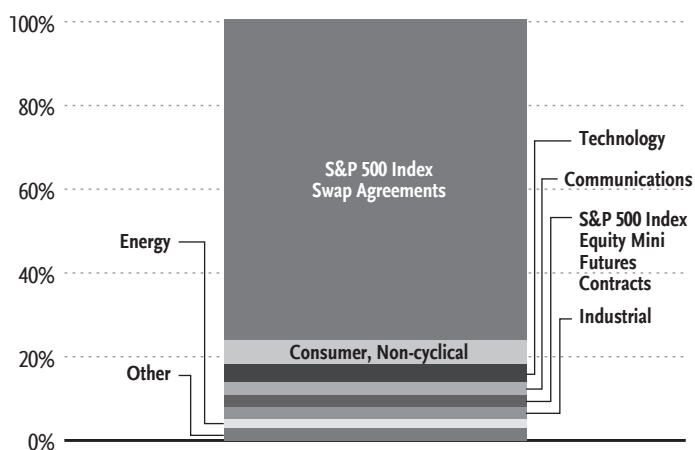 100%
80%
60%
40%
20%
0%
S&P 500 Index
Swap Agreements
Consumer, Non-cyclical
Energy
Other
Technology
Communications
S&P 500 Index
Equity Mini
Futures
Contracts
Industrial